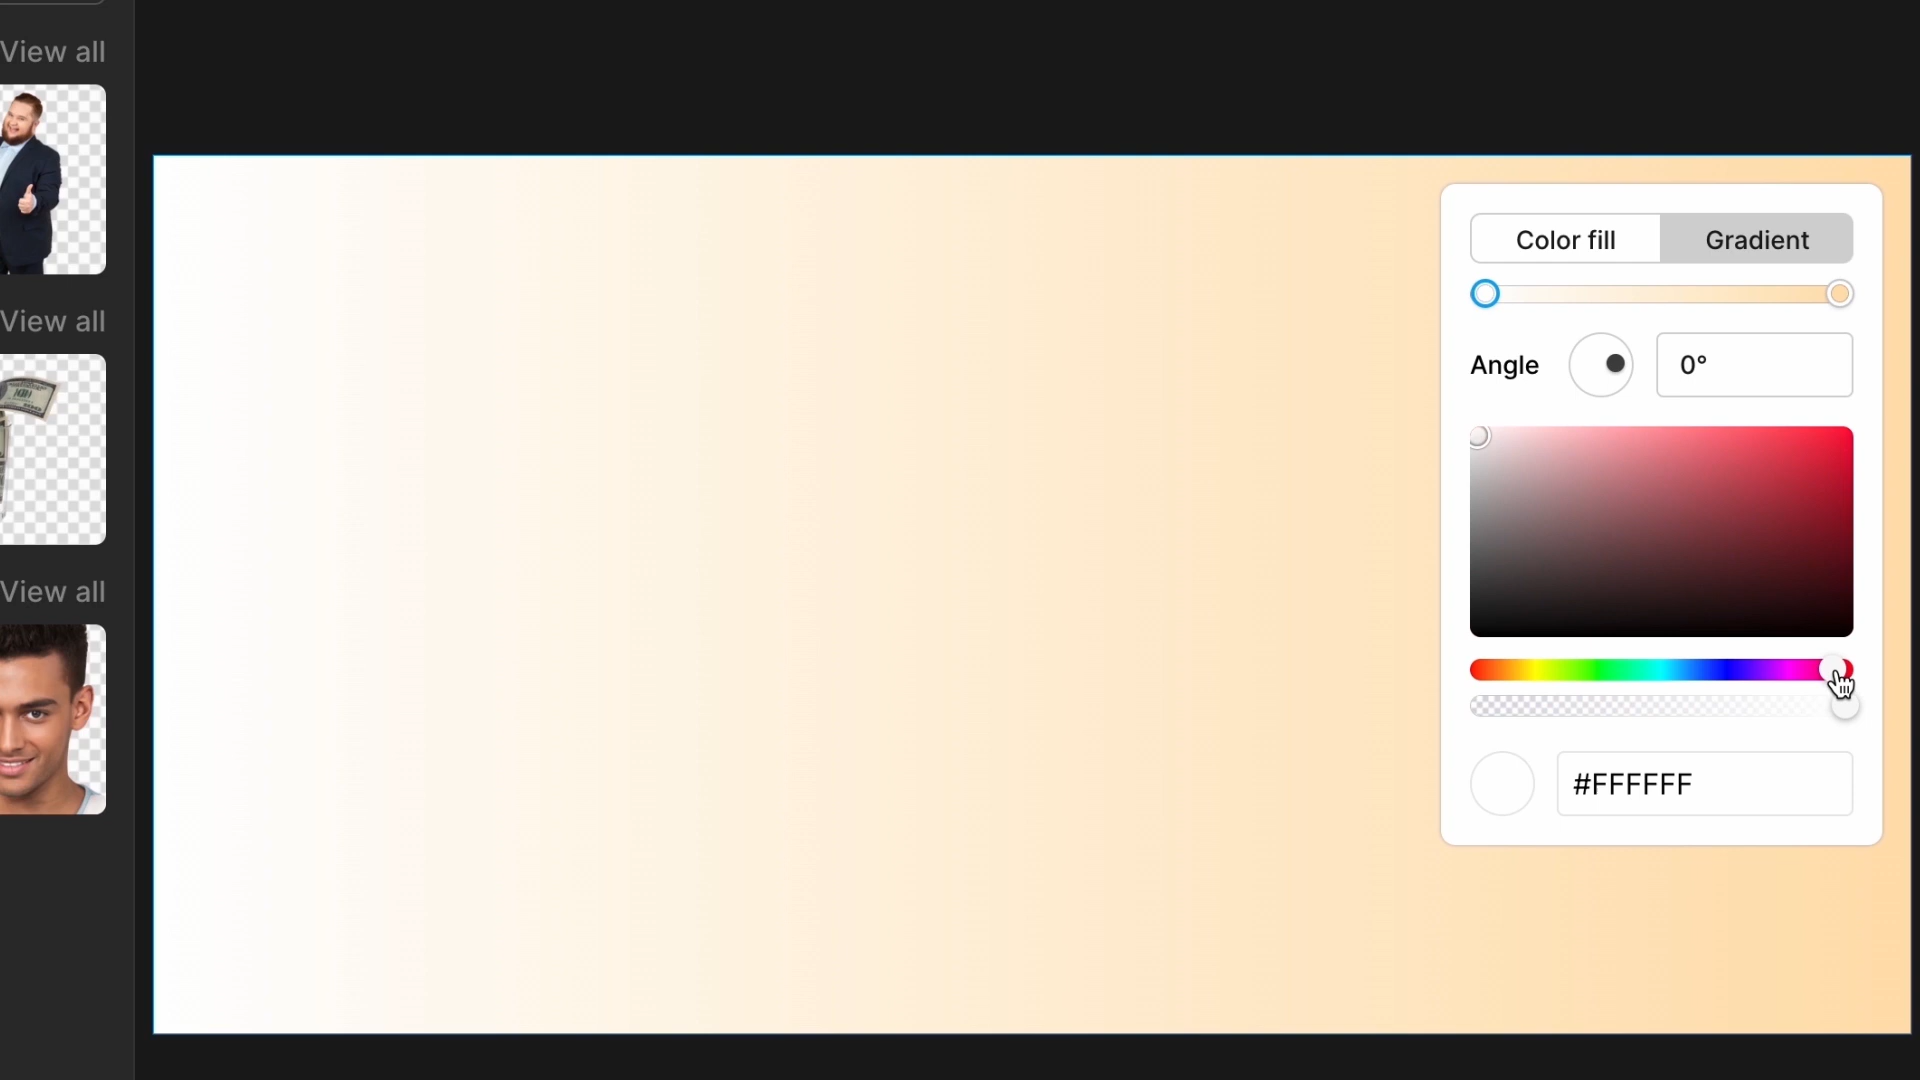 View all
View all
View all
Color fill
Gradient
Angle
0°
#FFFFFF